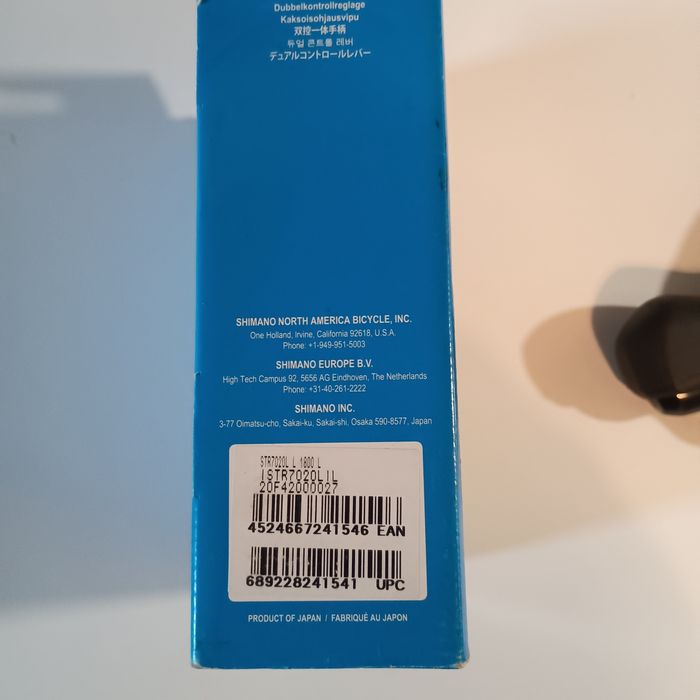 Dubbelkontrollreglage
Kaksoisohjausvipu
双控一体手柄
듀얼 콘트롤 레버
デュアルコントロールレバー
SHIMANO NORTH AMERICA BICYCLE, INC.
One Holland, Irvine, California 92618, U.S.A.
Phone: +1-949-951-5003
SHIMANO EUROPE B.V.
High Tech Campus 92, 5656 AG Eindhoven, The Netherlands
Phone: +31-40-261-2222
SHIMANO INC.
3-77 Oimatsu-cho, Sakai-ku, Sakai-shi, Osaka 590-8577, Japan
STR7020L L 1800 L
ISTR7020LIL
20F42000027
4524667241546 EAN
689228241541 UPC
PRODUCT OF JAPAN / FABRIQUÉ AU JAPON